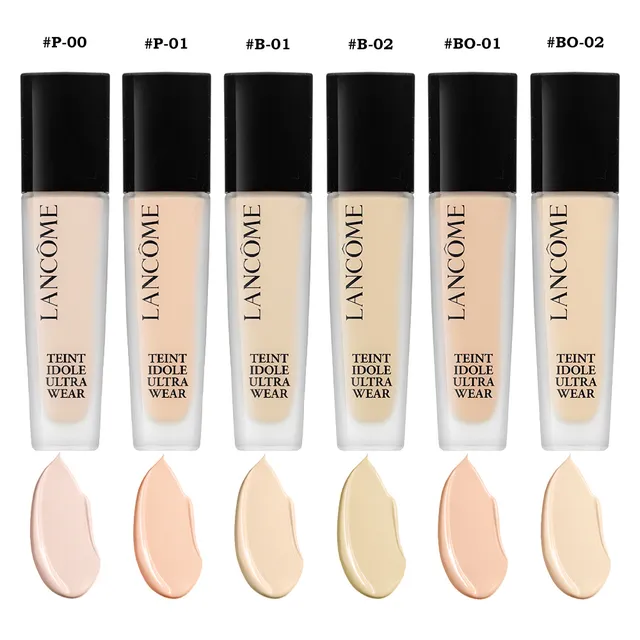 #P-00
#P-01
#B-01
#B-02
#BO-01
#BO-02
LANCÔME
TEINT
IDOLE
ULTRA
WEAR
LANCÔME
TEINT
IDOLE
ULTRA
WEAR
LANCÔME
TEINT
IDOLE
ULTRA
WEAR
LANCÔME
TEINT
IDOLE
ULTRA
WEAR
LANCÔME
TEINT
IDOLE
ULTRA
WEAR
LANCÔME
TEINT
IDOLE
ULTRA
WEAR